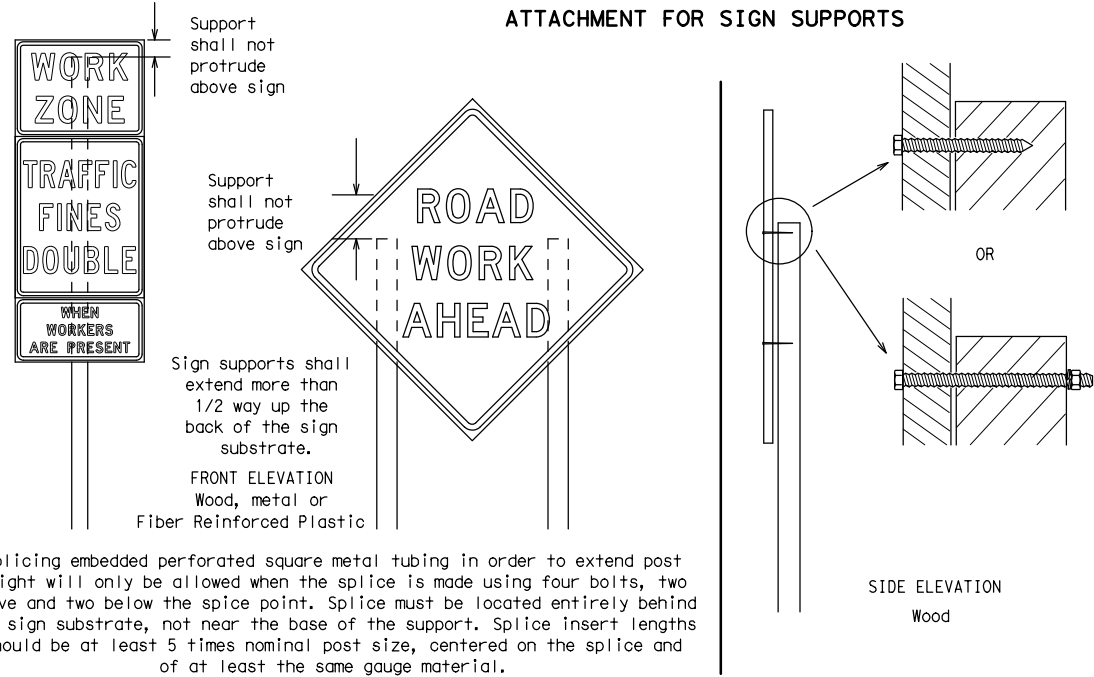 ATTACHMENT FOR SIGN SUPPORTS
Support
shall not
protrude
above sign
WORK
ZONE
TRAFFIC
FINES
DOUBLE
WHEN
WORKERS
ARE PRESENT
Support
shall not
protrude
above sign
ROAD
WORK
AHEAD
Sign supports shall
extend more than
1/2 way up the
back of the sign
substrate.
FRONT ELEVATION
Wood, metal or
Fiber Reinforced Plastic
OR
SIDE ELEVATION
Wood
plicing embedded perforated square metal tubing in order to extend post
ight will only be allowed when the splice is made using four bolts, two
ve and two below the spice point. Splice must be located entirely behind
sign substrate, not near the base of the support. Splice insert lengths
hould be at least 5 times nominal post size, centered on the splice and
of at least the same gauge material.